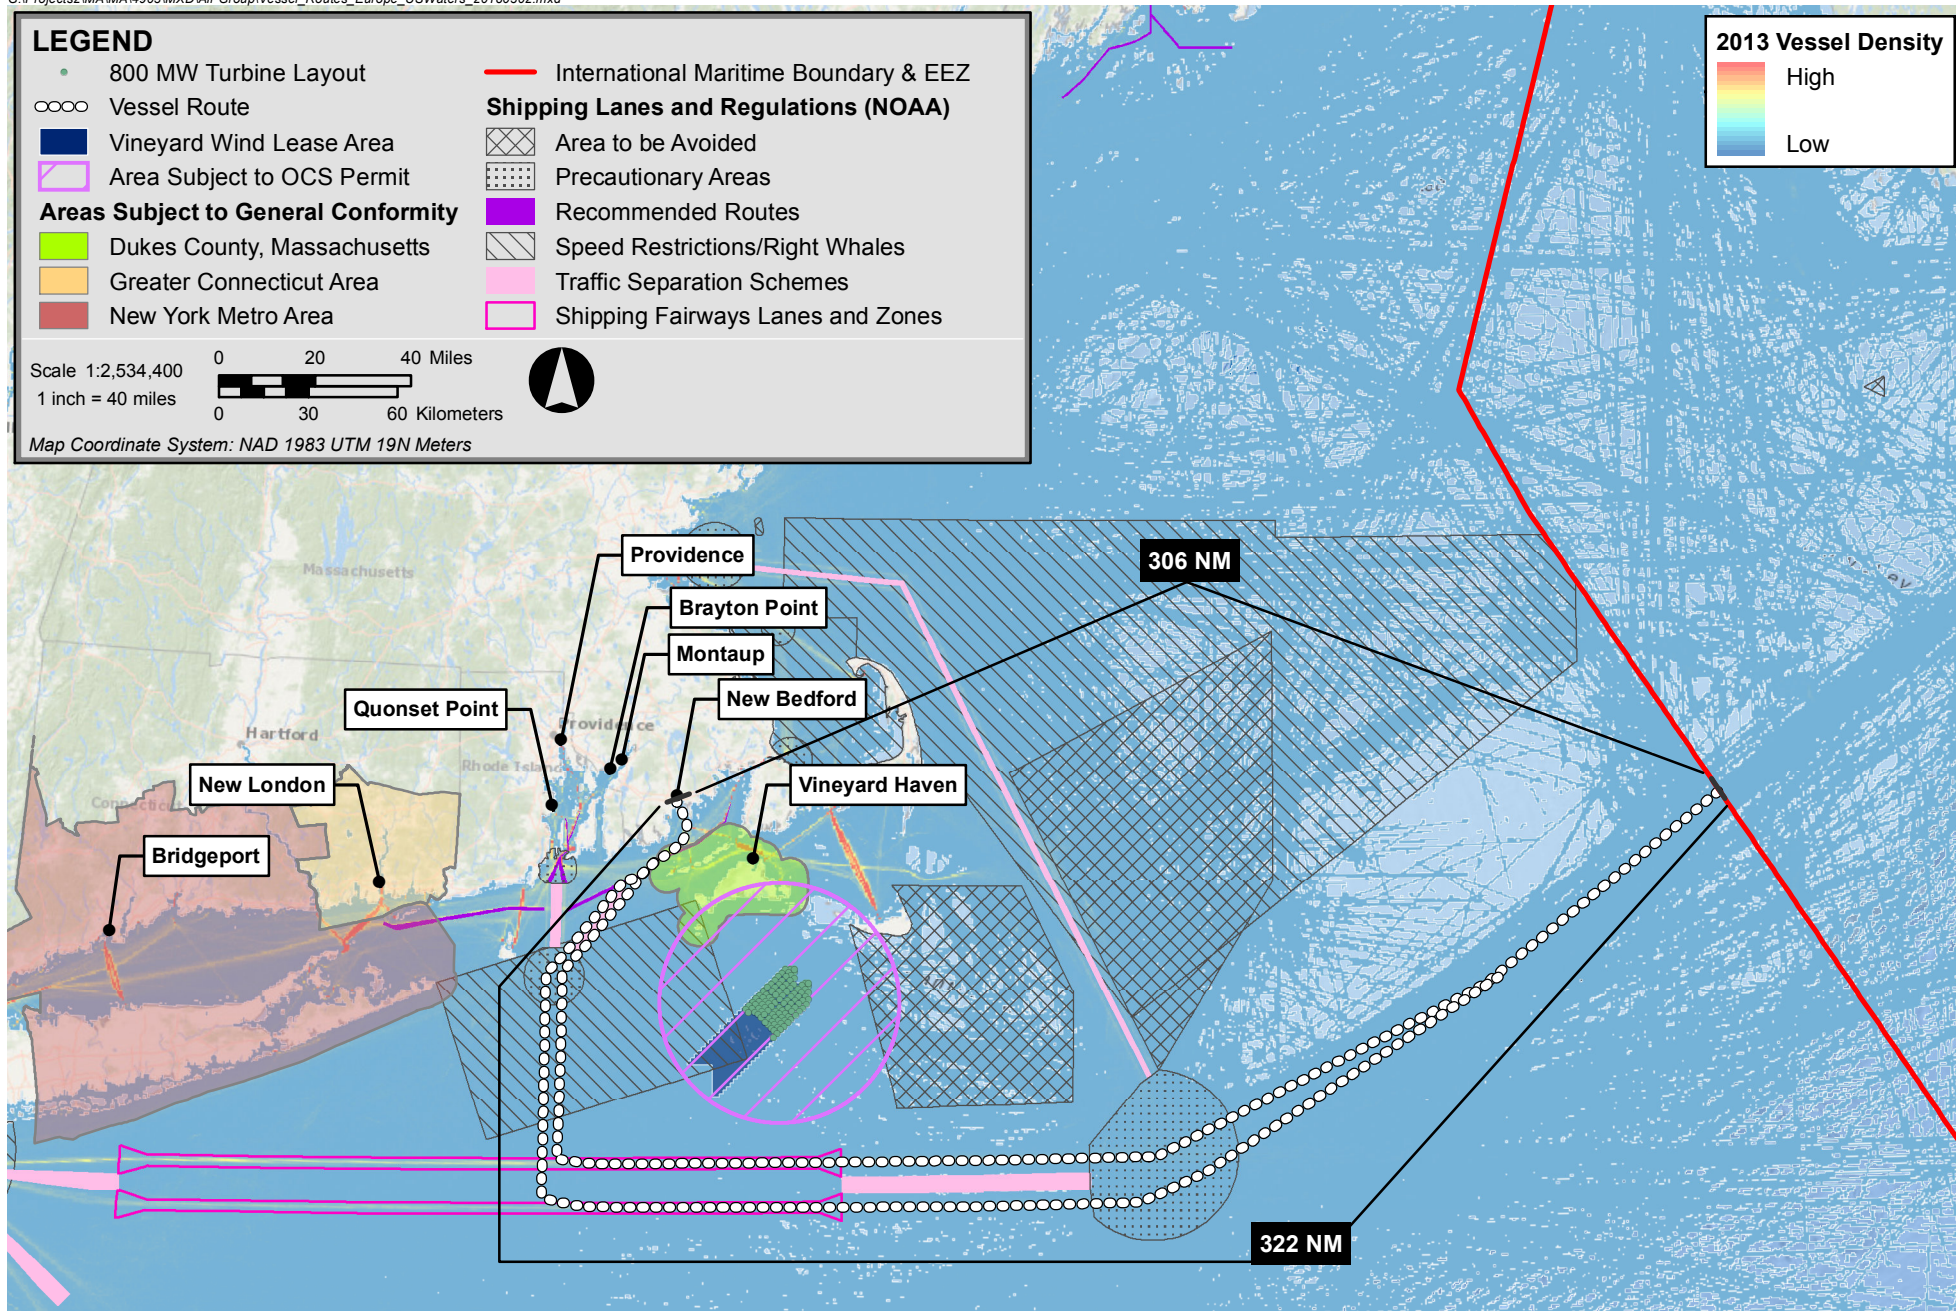 LEGEND
800 MW Turbine Layout
Vessel Route
Vineyard Wind Lease Area
Area Subject to OCS Permit
Areas Subject to General Conformity
Dukes County, Massachusetts
Greater Connecticut Area
New York Metro Area
International Maritime Boundary & EEZ
Shipping Lanes and Regulations (NOAA)
Area to be Avoided
Precautionary Areas
Recommended Routes
Speed Restrictions/Right Whales
Traffic Separation Schemes
Shipping Fairways Lanes and Zones
Scale 1:2,534,400
1 inch = 40 miles
0 20 40 Miles
0 30 60 Kilometers
Map Coordinate System: NAD 1983 UTM 19N Meters
2013 Vessel Density
High
Low
Massachusetts
Providence
306 NM
Brayton Point
Montaup
New Bedford
Quonset Point
Providence
Hartford
Rhode Island
New London
Vineyard Haven
Connecticut
Bridgeport
322 NM